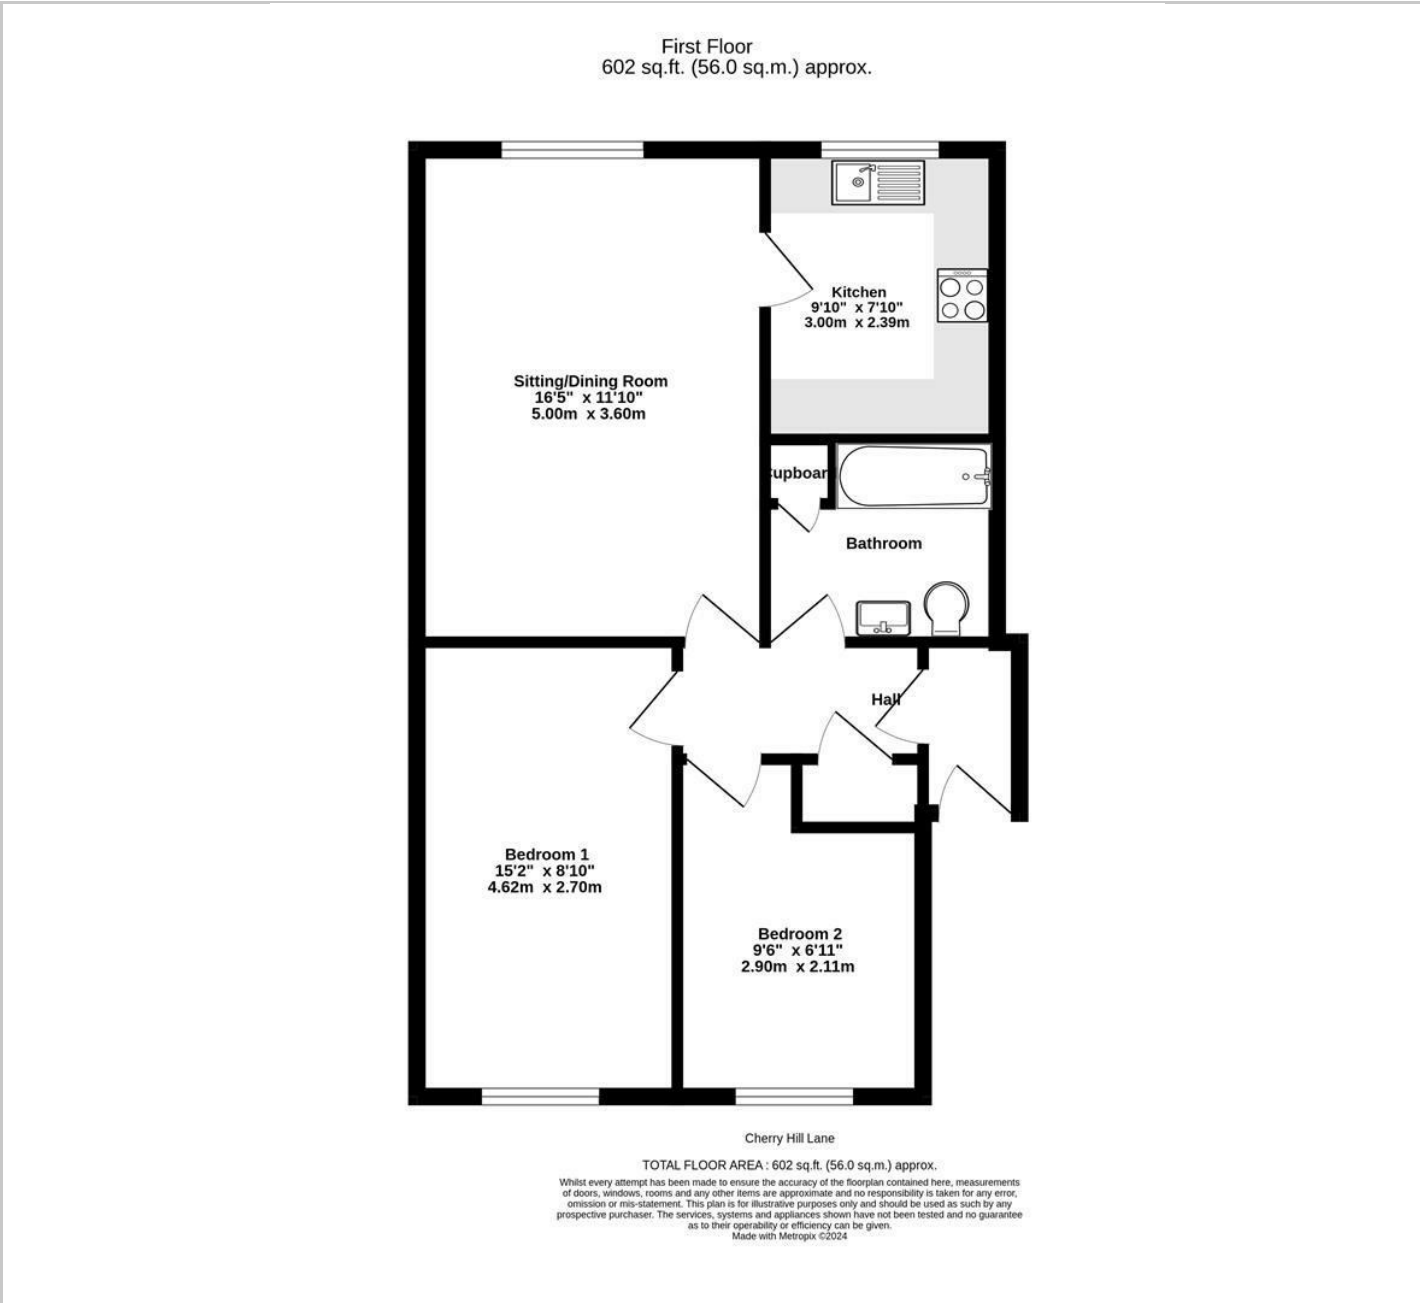 First Floor
602 sq.ft. (56.0 sq.m.) approx.
Kitchen
9'10" x 7'10"
3.00m x 2.39m
Sitting/Dining Room
16'5" x 11'10"
5.00m x 3.60m
upboar
Bathroom
Hall
Bedroom 1
15'2" x 8'10"
4.62m x 2.70m
Bedroom 2
9'6" x 6'11"
2.90m x 2.11m
Cherry Hill Lane
TOTAL FLOOR AREA : 602 sq.ft. (56.0 sq.m.) approx.
Whilst every attempt has been made to ensure the accuracy of the floorplan contained here, measurements
of doors, windows, rooms and any other items are approximate and no responsibility is taken for any error,
omission or mis-statement. This plan is for illustrative purposes only and should be used as such by any
prospective purchaser. The services, systems and appliances shown have not been tested and no guarantee
as to their operability or efficiency can be given.
Made with Metropix ©2024